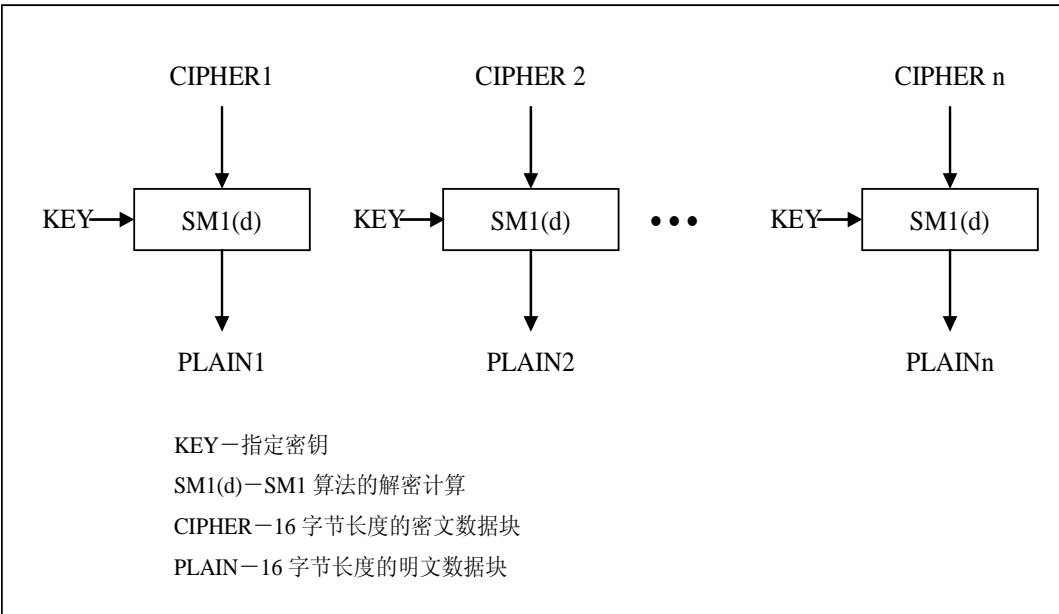 CIPHER1 CIPHER 2 CIPHER n
KEY SM1(d) KEY SM1(d) ••• KEY SM1(d)
PLAIN1 PLAIN2 PLAINn
KEY－指定密钥
SM1(d)－SM1 算法的解密计算
CIPHER－16 字节长度的密文数据块
PLAIN－16 字节长度的明文数据块